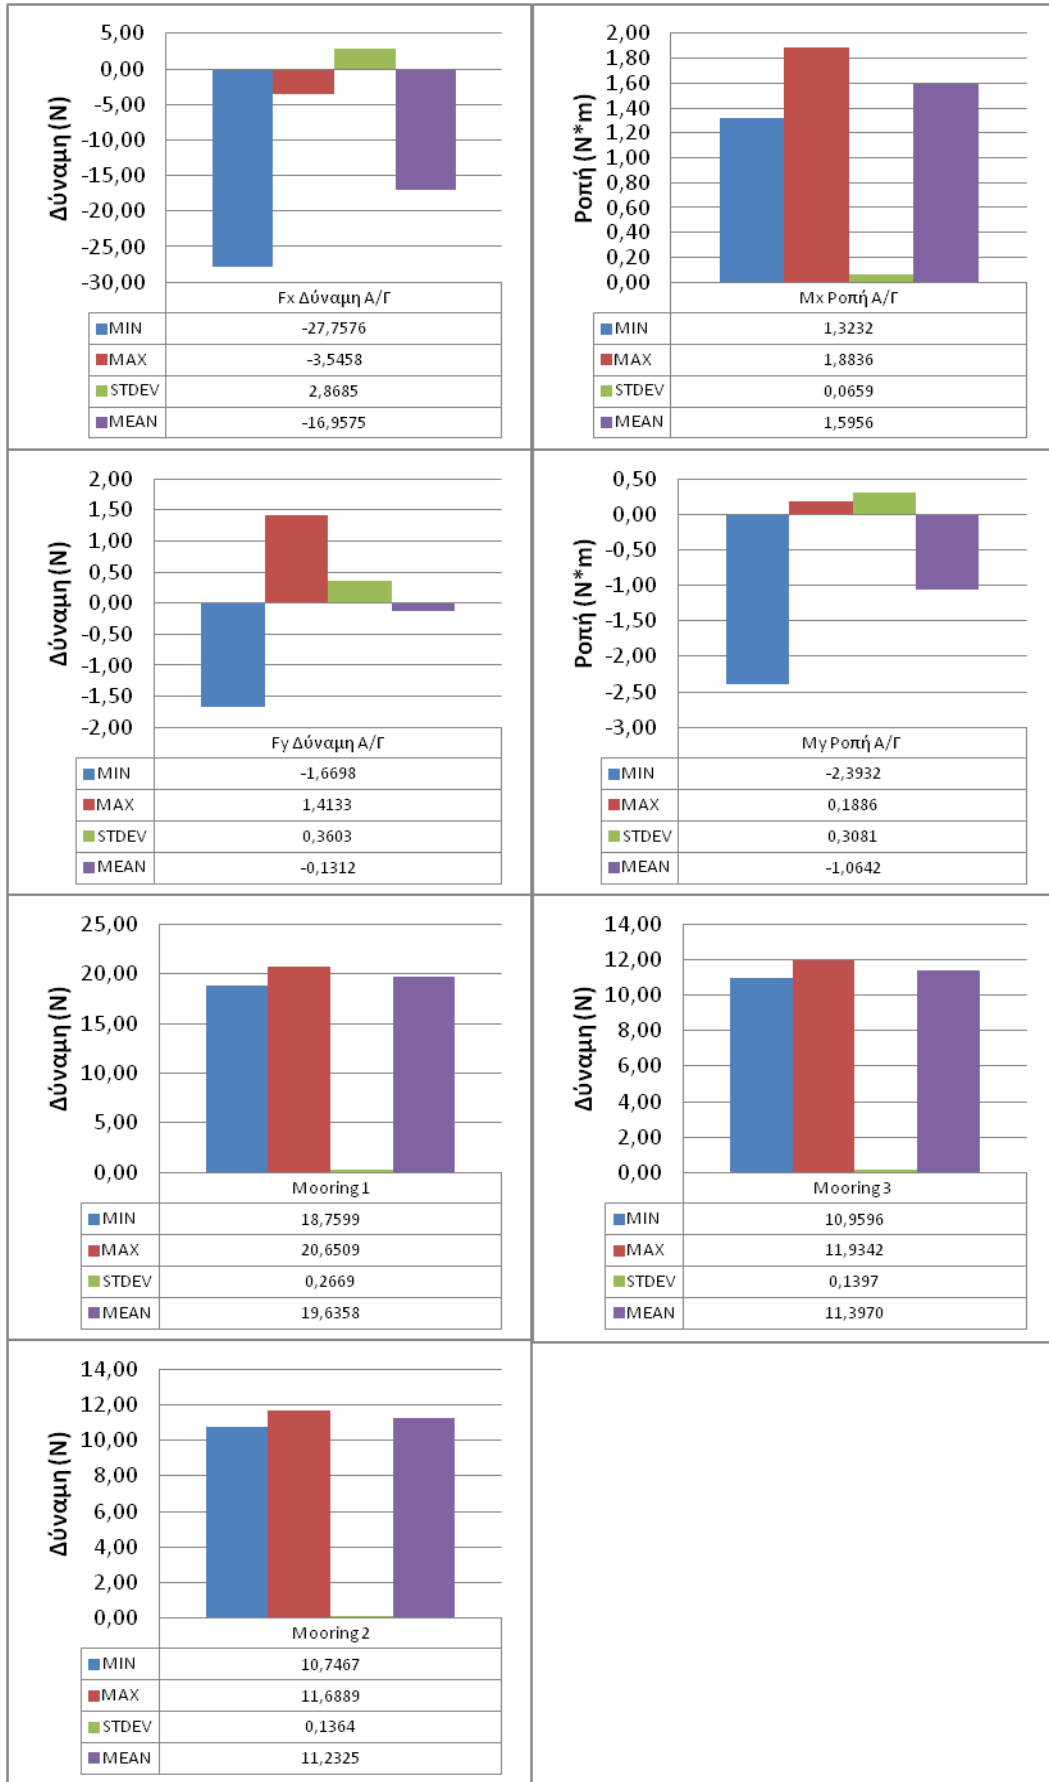 5,00
0,00
-5,00
-10,00
-15,00
-20,00
-25,00
-30,00
Δύναμη (N)
Fx Δύναμη Α/Γ
MIN -27,7576
MAX -3,5458
STDEV 2,8685
MEAN -16,9575
2,00
1,80
1,60
1,40
1,20
1,00
0,80
0,60
0,40
0,20
0,00
Ροπή (N*m)
Mx Ροπή Α/Γ
MIN 1,3232
MAX 1,8836
STDEV 0,0659
MEAN 1,5956
2,00
1,50
1,00
0,50
0,00
-0,50
-1,00
-1,50
-2,00
Δύναμη (N)
Fy Δύναμη Α/Γ
MIN -1,6698
MAX 1,4133
STDEV 0,3603
MEAN -0,1312
0,50
0,00
-0,50
-1,00
-1,50
-2,00
-2,50
-3,00
Ροπή (N*m)
My Ροπή Α/Γ
MIN -2,3932
MAX 0,1886
STDEV 0,3081
MEAN -1,0642
25,00
20,00
15,00
10,00
5,00
0,00
Δύναμη (N)
Mooring 1
MIN 18,7599
MAX 20,6509
STDEV 0,2669
MEAN 19,6358
14,00
12,00
10,00
8,00
6,00
4,00
2,00
0,00
Δύναμη (N)
Mooring 3
MIN 10,9596
MAX 11,9342
STDEV 0,1397
MEAN 11,3970
14,00
12,00
10,00
8,00
6,00
4,00
2,00
0,00
Δύναμη (N)
Mooring 2
MIN 10,7467
MAX 11,6889
STDEV 0,1364
MEAN 11,2325